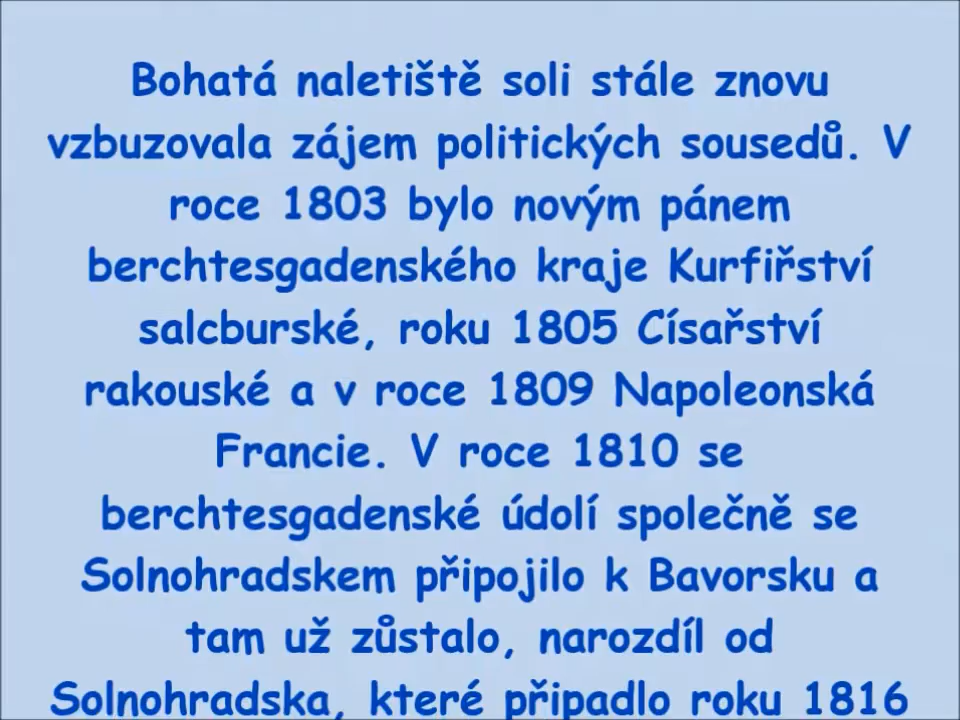 Bohatá naletiště soli stále znovu
vzbuzovala zájem politických sousedů. V
roce 1803 bylo novým pánem
berchtesgadenského kraje Kurfiřství
salcburské, roku 1805 Císařství
rakouské a v roce 1809 Napoleonská
Francie. V roce 1810 se
berchtesgadenské údolí společně se
Solnohradskem připojilo k Bavorsku a
tam už zůstalo, narozdíl od
Solnohradska, které připadlo roku 1816